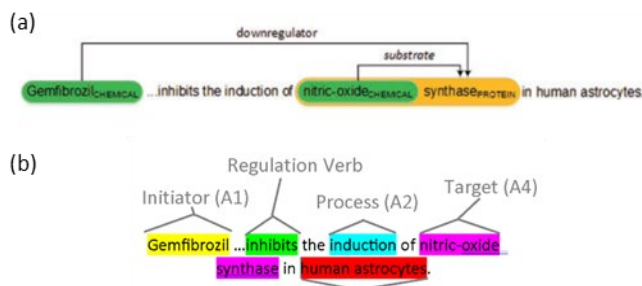 (a)
downregulator
substrate
GemfibrozilCHEMICAL ...inhibits the induction of nitric-oxideCHEMICAL synthasePROTEIN in human astrocytes
(b)
Regulation Verb
Initiator (A1) Process (A2) Target (A4)
Gemfibrozil ...inhibits the induction of nitric-oxide
synthase in human astrocytes.